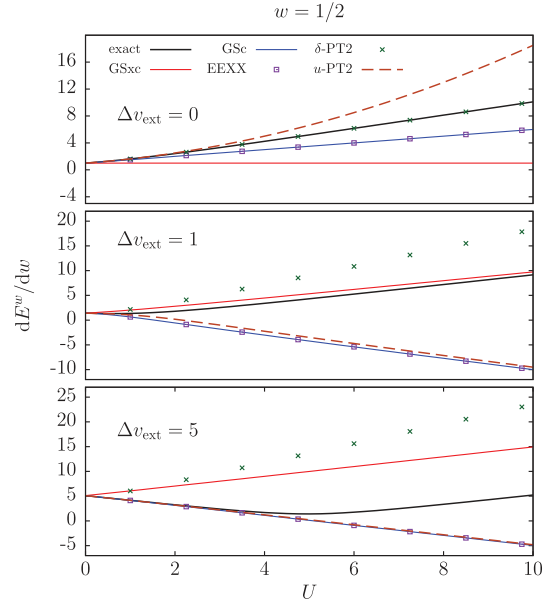 w = 1/2
exact GSc δ-PT2
GSxc EEXX u-PT2
Δv_ext = 0
16
12
8
4
0
-4
Δv_ext = 1
20
15
10
5
0
-5
-10
dE^w/dw
Δv_ext = 5
25
20
15
10
5
0
-5
0 2 4 6 8 10
U